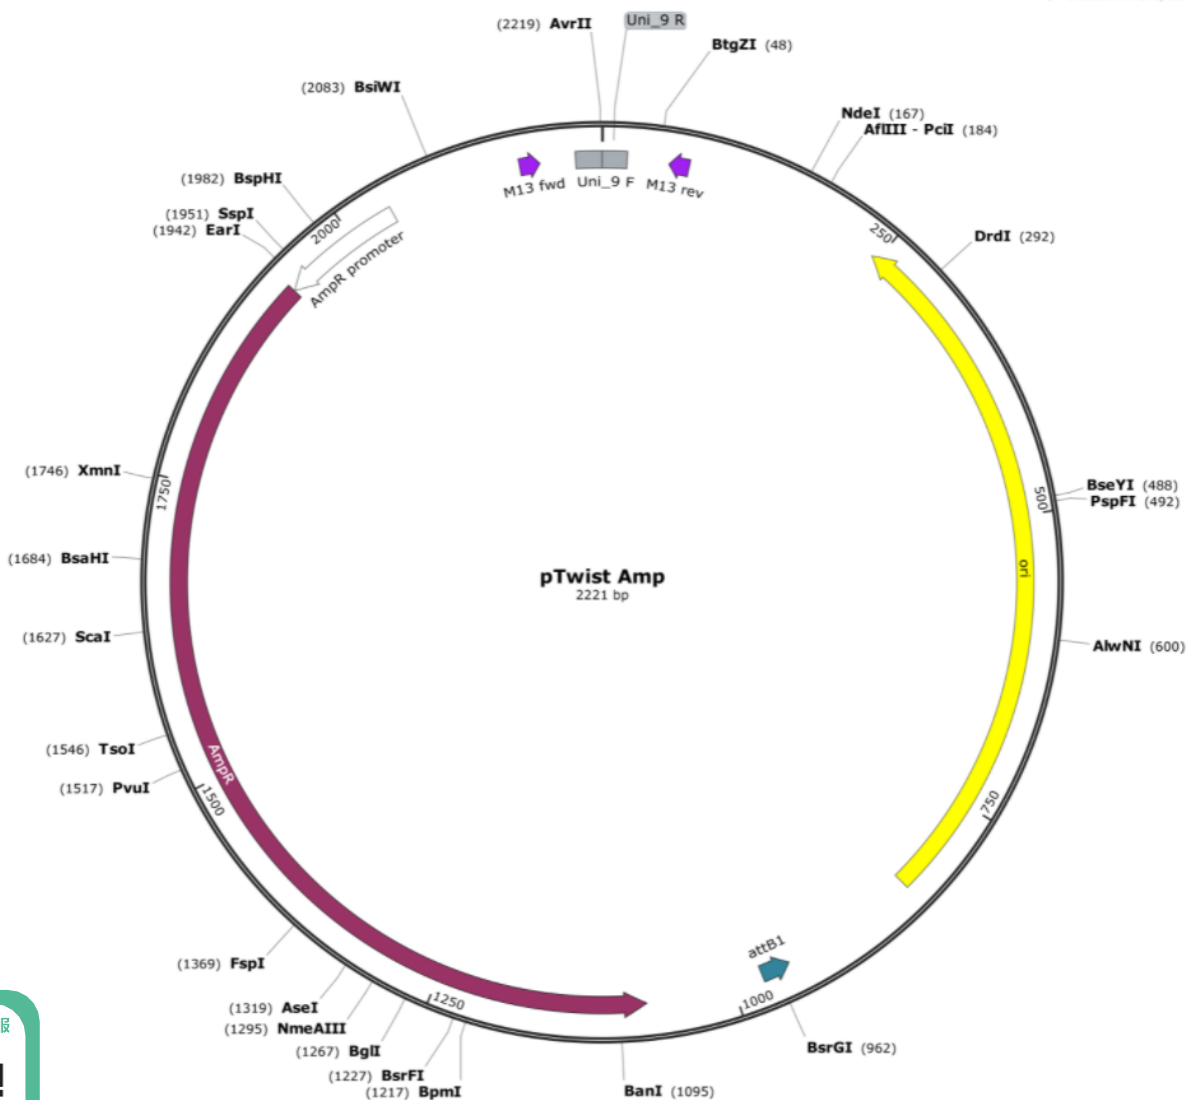 (2219) AvrII
Uni_9 R
BtgZI (48)
(2083) BsiWI
NdeI (167)
AflIII - PciI (184)
M13 fwd
Uni_9 F
M13 rev
(1982) BspHI
(1951) SspI
(1942) EarI
2000
AmpR promoter
250
DrdI (292)
(1746) XmnI
1750
BseYI (488)
PspFI (492)
500
(1684) BsaHI
ori
pTwist Amp
2221 bp
(1627) ScaI
AlwNI (600)
(1546) TsoI
(1517) PvuI
AmpR
1500
750
attB1
(1369) FspI
1000
1250
(1319) AseI
(1295) NmeAIII
(1267) BglI
(1227) BsrFI
(1217) BpmI
BsrGI (962)
BanI (1095)
服
!